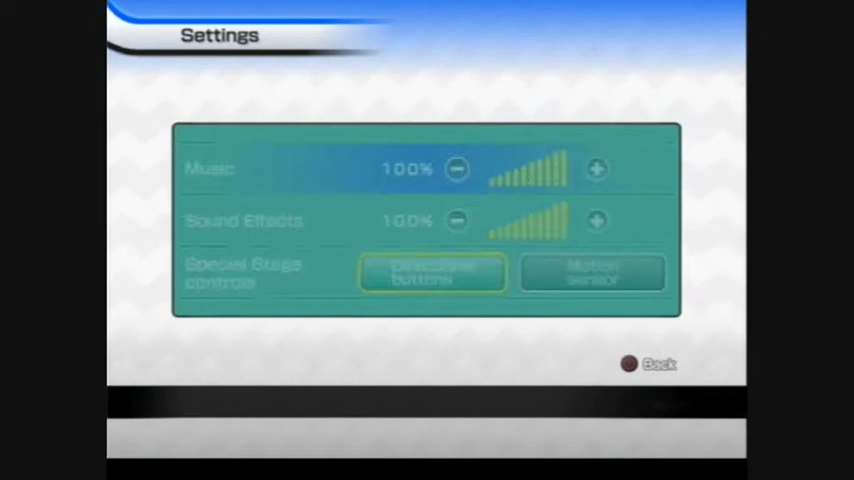 Settings
Music 100%
Sound Effects 100%
Special Stage
controls
Directional
buttons
Motion
sensor
Back